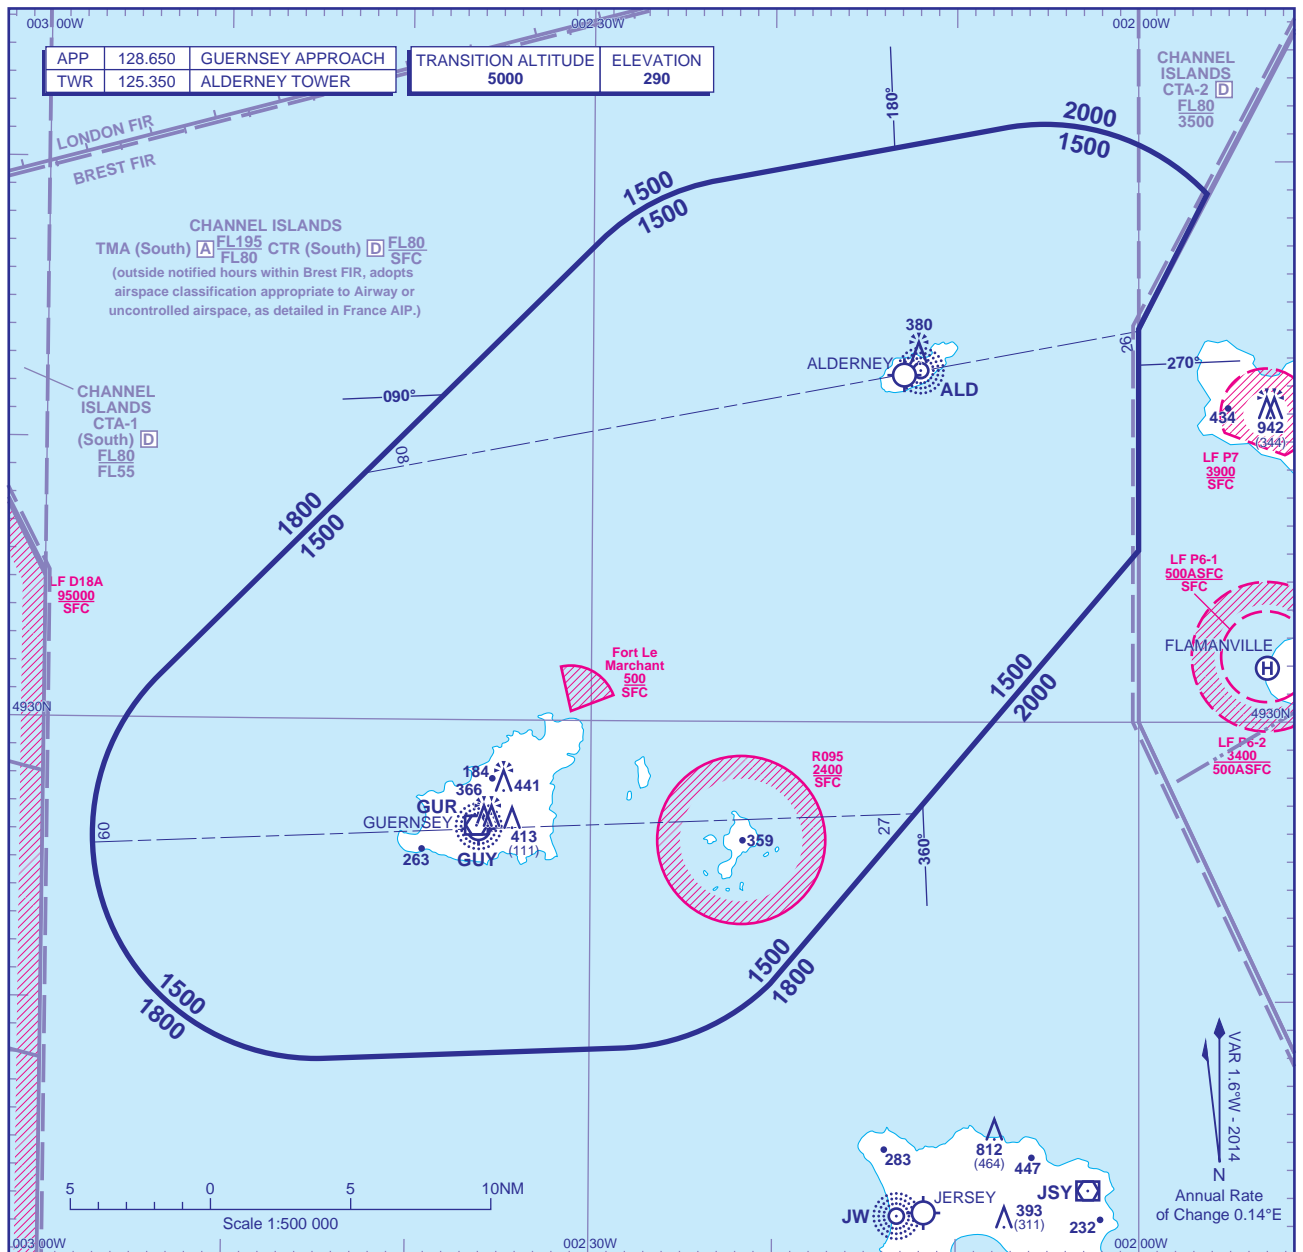 003 00W
002 30W
002 00W
APP 128.650 GUERNSEY APPROACH
TWR 125.350 ALDERNEY TOWER
TRANSITION ALTITUDE
5000
ELEVATION
290
CHANNEL
ISLANDS
CTA-2 D
FL80
3500
LONDON FIR
BREST FIR
180°
2000
1500
1500
1500
CHANNEL ISLANDS
TMA (South) A FL195 CTR (South) D FL80
FL80 SFC
(outside notified hours within Brest FIR, adopts
airspace classification appropriate to Airway or
uncontrolled airspace, as detailed in France AIP.)
380
ALDERNEY
ALD
26
270°
090°
08
CHANNEL
ISLANDS
CTA-1
(South) D
FL80
FL55
434
942
(344)
LF P7
3900
SFC
1800
1500
LF D18A
95000
SFC
LF P6-1
500ASFC
SFC
FLAMANVILLE
H
Fort Le
Marchant
500
SFC
1500
2000
4930N
4930N
LF P6-2
3400
500ASFC
R095
2400
SFC
184
441
366
GUR
GUERNSEY
413
(111)
GUY
263
359
09
27
360°
1500
1800
1500
1800
VAR 1.6°W - 2014
N
Annual Rate
of Change 0.14°E
283
812
(464)
447
JSY
JERSEY
JW
393
(311)
232
5 0 5 10NM
Scale 1:500 000
003 00W
002 30W
002 00W